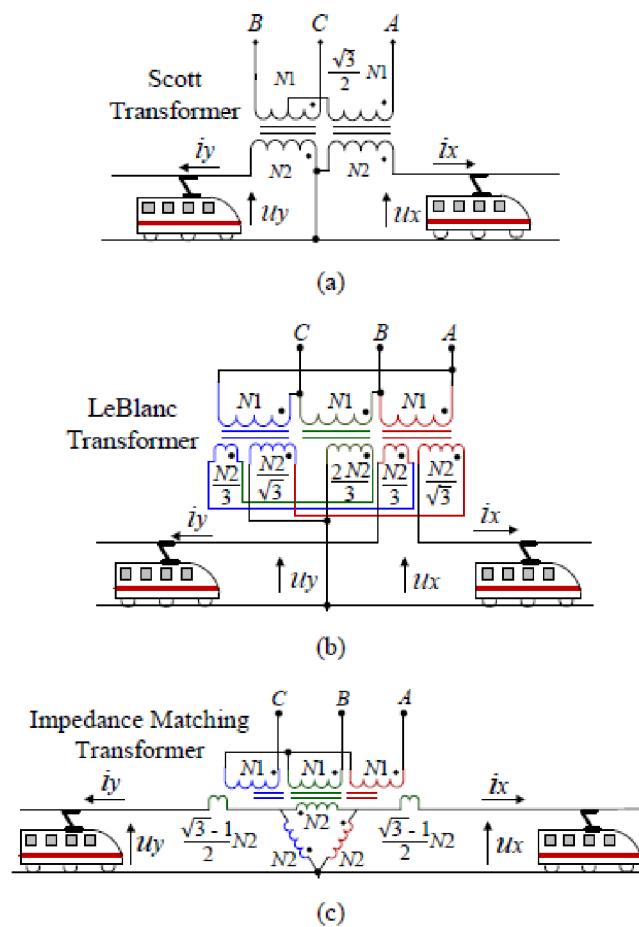 B C A
Scott
Transformer
N1
√3/2 N1
N2 N2
iy ix
uy ux
(a)
C B A
LeBlanc
Transformer
N1 N1 N1
N2/3 N2/√3 2N2/3 N2/3 N2/√3
iy ix
uy ux
(b)
C B A
Impedance Matching
Transformer
N1 N1 N1
iy ix
N2
√3-1/2 N2 √3-1/2 N2
uy ux
N2 N2
(c)